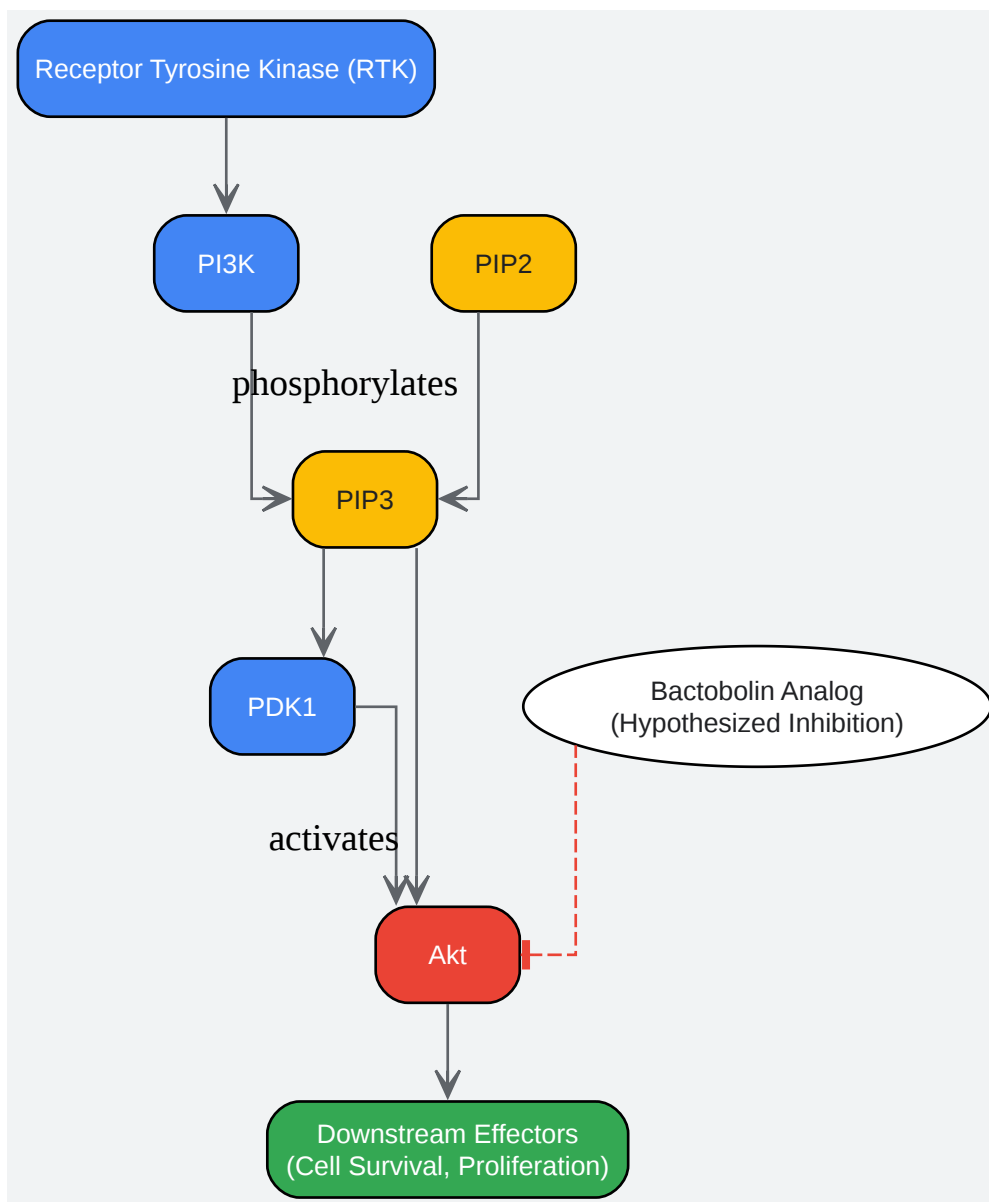 Receptor Tyrosine Kinase (RTK)
PI3K
PIP2
phosphorylates
PIP3
PDK1
Bactobolin Analog
(Hypothesized Inhibition)
activates
Akt
Downstream Effectors
(Cell Survival, Proliferation)